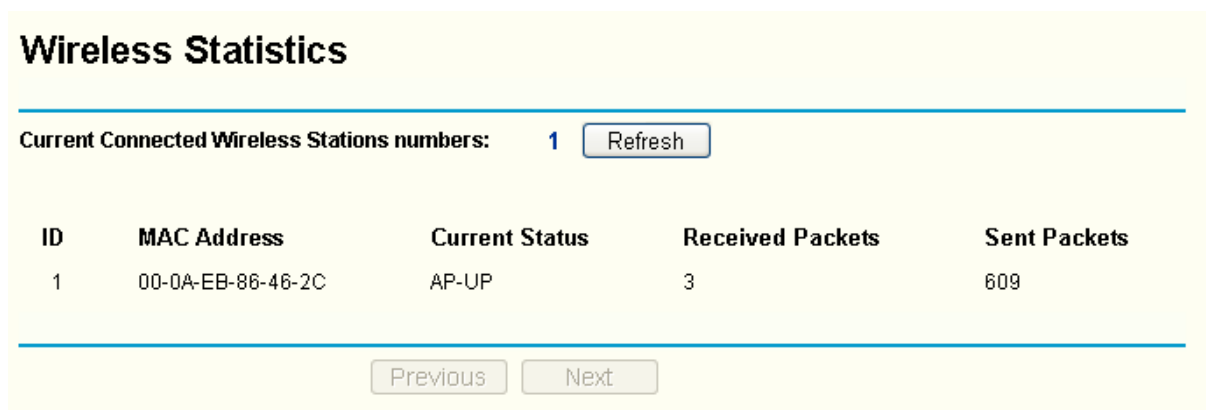 Wireless Statistics
Current Connected Wireless Stations numbers: 1 Refresh
ID MAC Address Current Status Received Packets Sent Packets
1 00-0A-EB-86-46-2C AP-UP 3 609
Previous Next